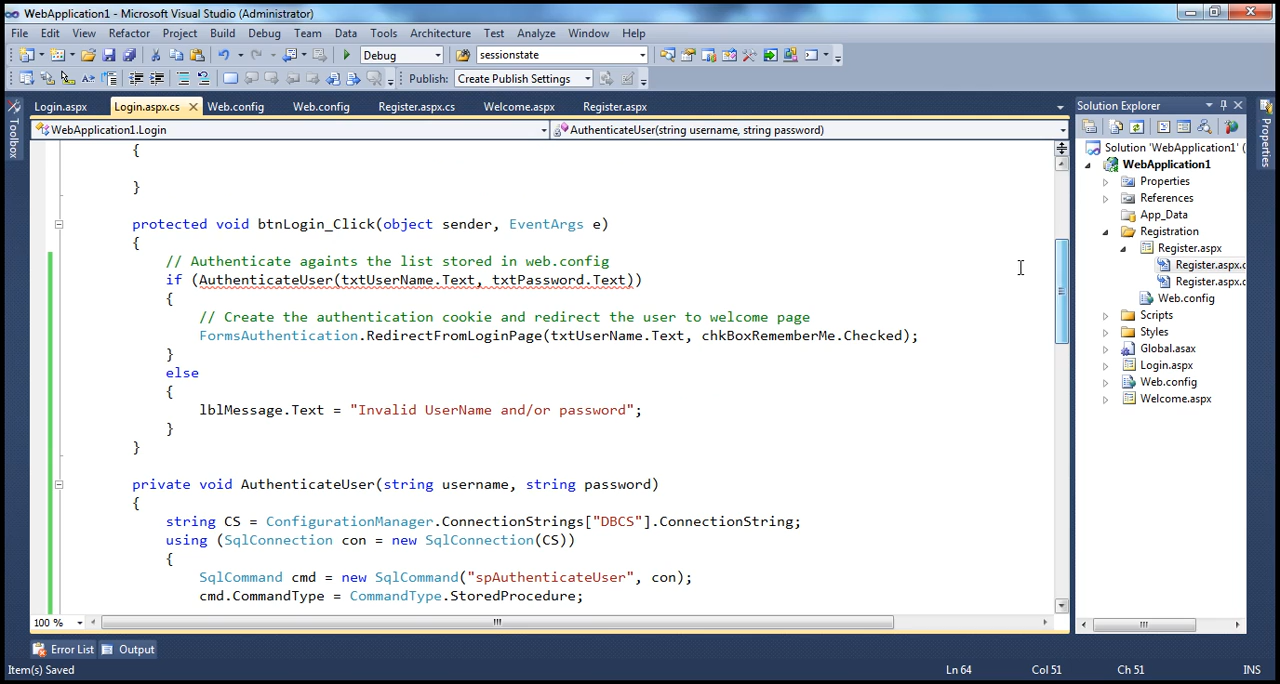 WebApplication1 - Microsoft Visual Studio (Administrator)
File Edit View Refactor Project Build Debug Team Data Tools Architecture Test Analyze Window Help
Debug sessionstate
Publish: Create Publish Settings
Login.aspx Login.aspx.cs Web.config Web.config Register.aspx.cs Welcome.aspx Register.aspx
WebApplication1.Login AuthenticateUser(string username, string password)
Toolbox
{
}
protected void btnLogin_Click(object sender, EventArgs e)
{
// Authenticate againts the list stored in web.config
if (AuthenticateUser(txtUserName.Text, txtPassword.Text))
{
// Create the authentication cookie and redirect the user to welcome page
FormsAuthentication.RedirectFromLoginPage(txtUserName.Text, chkBoxRememberMe.Checked);
}
else
{
lblMessage.Text = "Invalid UserName and/or password";
}
}
private void AuthenticateUser(string username, string password)
{
string CS = ConfigurationManager.ConnectionStrings["DBCS"].ConnectionString;
using (SqlConnection con = new SqlConnection(CS))
{
SqlCommand cmd = new SqlCommand("spAuthenticateUser", con);
cmd.CommandType = CommandType.StoredProcedure;
100 %
Solution Explorer
Solution 'WebApplication1' (
WebApplication1
Properties
References
App_Data
Registration
Register.aspx
Register.aspx.c
Register.aspx.c
Web.config
Scripts
Styles
Global.asax
Login.aspx
Web.config
Welcome.aspx
Properties
Error List Output
Item(s) Saved Ln 64 Col 51 Ch 51 INS